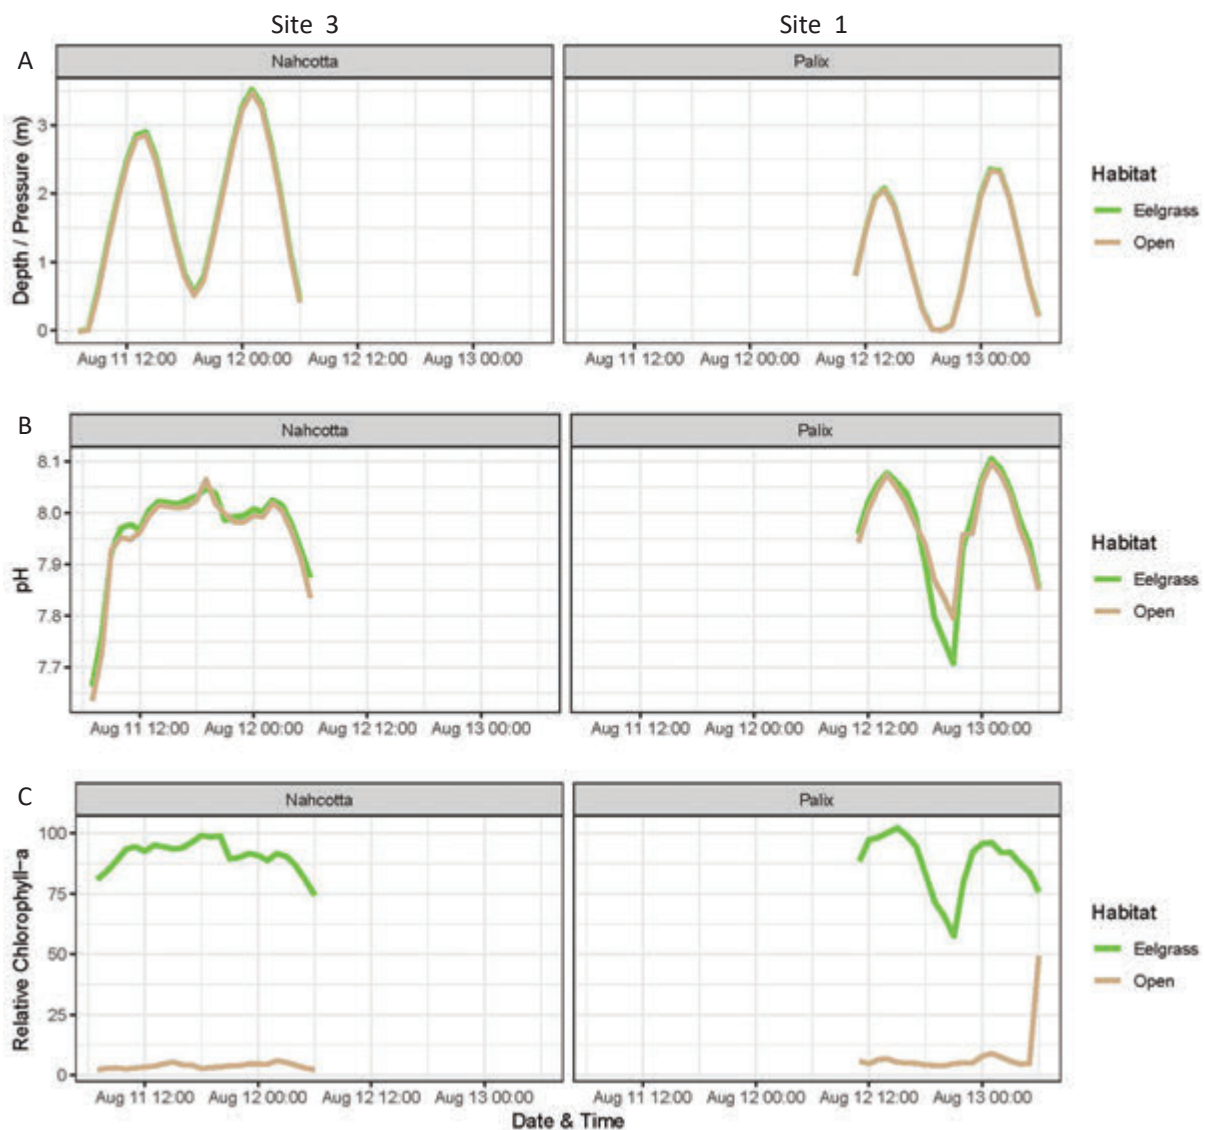 Site 3 Site 1
A
Nahcotta Palix
Depth / Pressure (m)
3
2
1
0
Aug 11 12:00 Aug 12 00:00 Aug 12 12:00 Aug 13 00:00 Aug 11 12:00 Aug 12 00:00 Aug 12 12:00 Aug 13 00:00
Habitat
Eelgrass
Open
B
Nahcotta Palix
pH
8.1
8.0
7.9
7.8
7.7
Aug 11 12:00 Aug 12 00:00 Aug 12 12:00 Aug 13 00:00 Aug 11 12:00 Aug 12 00:00 Aug 12 12:00 Aug 13 00:00
Habitat
Eelgrass
Open
C
Nahcotta Palix
Relative Chlorophyll-a
100
75
50
25
0
Aug 11 12:00 Aug 12 00:00 Aug 12 12:00 Aug 13 00:00 Aug 11 12:00 Aug 12 00:00 Aug 12 12:00 Aug 13 00:00
Date & Time
Habitat
Eelgrass
Open